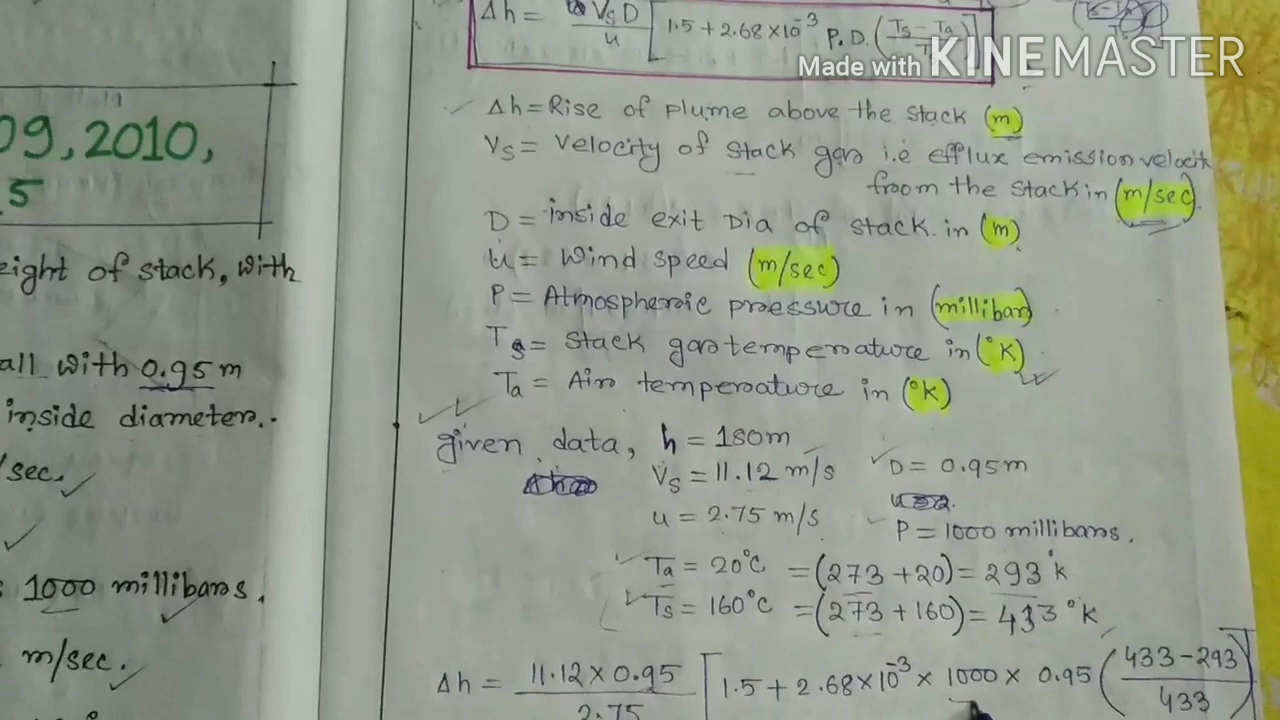 Δh = VsD/u [1.5 + 2.68 × 10⁻³ P.D. (Ts - Ta
Made with KINEMASTER
09, 2010,
5
eight of stack, with
all with 0.95 m
inside diameter.
/sec.
1000 millibars.
m/sec.
Δh = Rise of plume above the stack (m)
Vs = Velocity of stack gas i.e efflux emission velocit
from the stack in (m/sec).
D = inside exit Dia of stack in (m)
u = Wind speed (m/sec)
P = Atmospheric pressure in (millibar)
Ts = Stack gas temperature in (°K)
Ta = Air temperature in (°K)
given data, h = 180m
Vs = 11.12 m/s D = 0.95m
u = 2.75 m/s P = 1000 millibars.
Ta = 20°C = (273 + 20) = 293°k
Ts = 160°C = (273 + 160) = 433°K
Δh = 11.12 × 0.95 / 2.75 [1.5 + 2.68 × 10⁻³ × 1000 × 0.95 (433 - 293 / 433)]